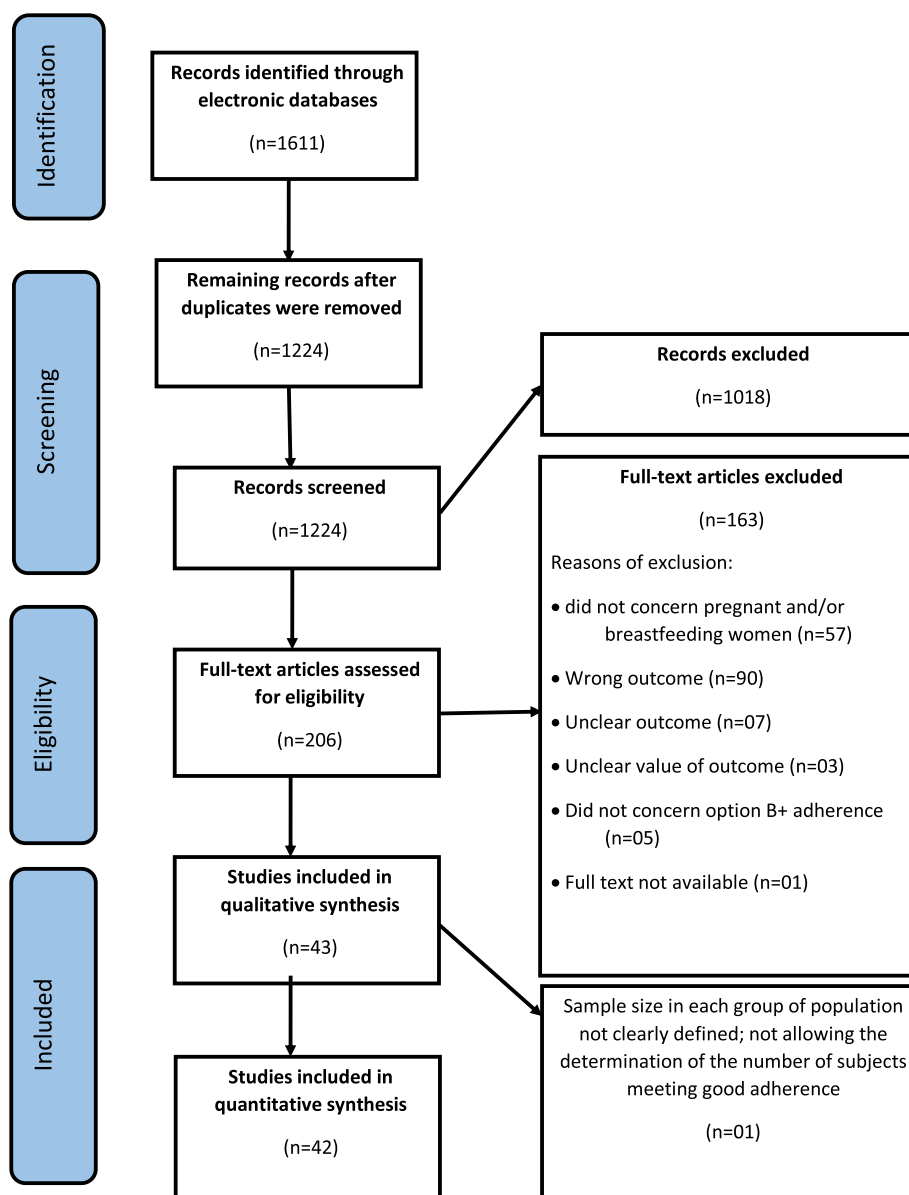 Identification
Records identified through
electronic databases
(n=1611)
Screening
Remaining records after
duplicates were removed
(n=1224)
Records excluded
(n=1018)
Records screened
(n=1224)
Full-text articles excluded
(n=163)
Reasons of exclusion:
• did not concern pregnant and/or
breastfeeding women (n=57)
• Wrong outcome (n=90)
• Unclear outcome (n=07)
• Unclear value of outcome (n=03)
• Did not concern option B+ adherence
(n=05)
• Full text not available (n=01)
Eligibility
Full-text articles assessed
for eligibility
(n=206)
Included
Studies included in
qualitative synthesis
(n=43)
Sample size in each group of population
not clearly defined; not allowing the
determination of the number of subjects
meeting good adherence
(n=01)
Studies included in
quantitative synthesis
(n=42)